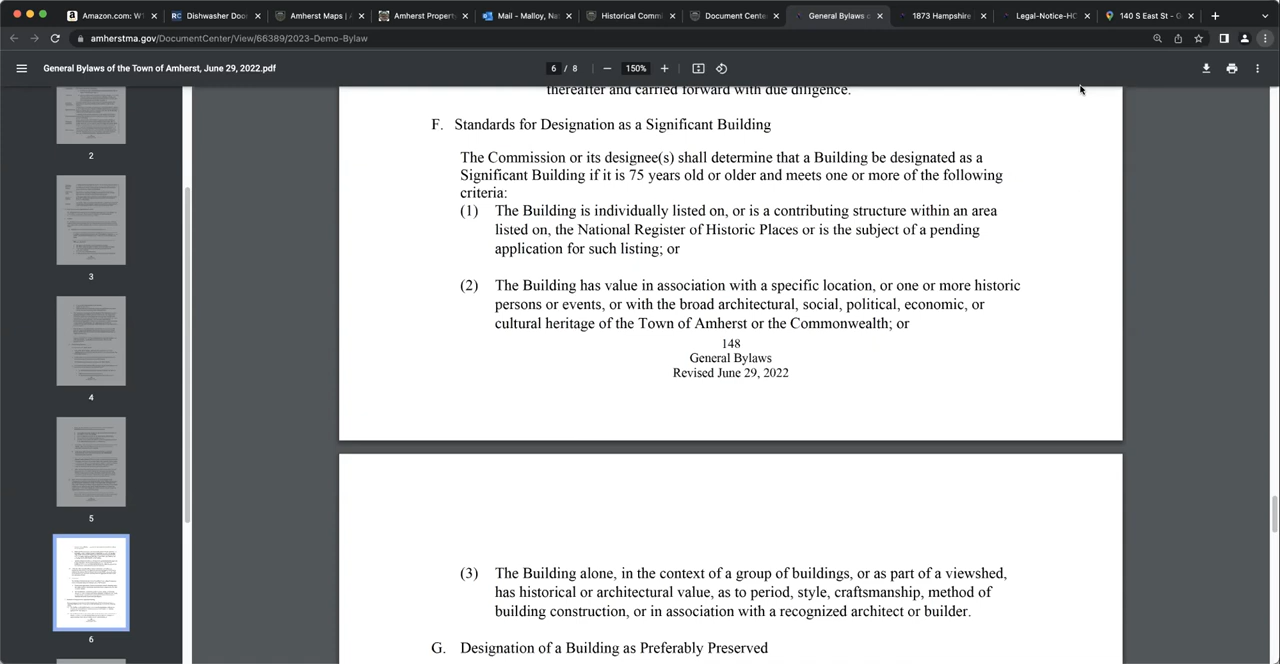 Amazon.com: W
Dishwasher Doo
Amherst Maps | A
Amherst Propert
Mail - Malloy, Na
Historical Commi
Document Cente
General Bylaws o
1873 Hampshire
Legal-Notice-HC
140 S East St - G
amherstma.gov/DocumentCenter/View/66389/2023-Demo-Bylaw
General Bylaws of the Town of Amherst, June 29, 2022.pdf
6 / 8
150%
2
3
4
5
6
thereafter and carried forward with due diligence.
F. Standards for Designation as a Significant Building
The Commission or its designee(s) shall determine that a Building be designated as a
Significant Building if it is 75 years old or older and meets one or more of the following
criteria:
(1) The Building is individually listed on, or is a contributing structure within an area
listed on, the National Register of Historic Places or is the subject of a pending
application for such listing; or
(2) The Building has value in association with a specific location, or one or more historic
persons or events, or with the broad architectural, social, political, economic, or
cultural heritage of the Town of Amherst or the Commonwealth; or
148
General Bylaws
Revised June 29, 2022
(3) The Building alone, in the context of a group of buildings, or as part of a viewshed,
has historical or architectural value, as to period, style, craftsmanship, method of
building construction, or in association with a recognized architect or builder.
G. Designation of a Building as Preferably Preserved